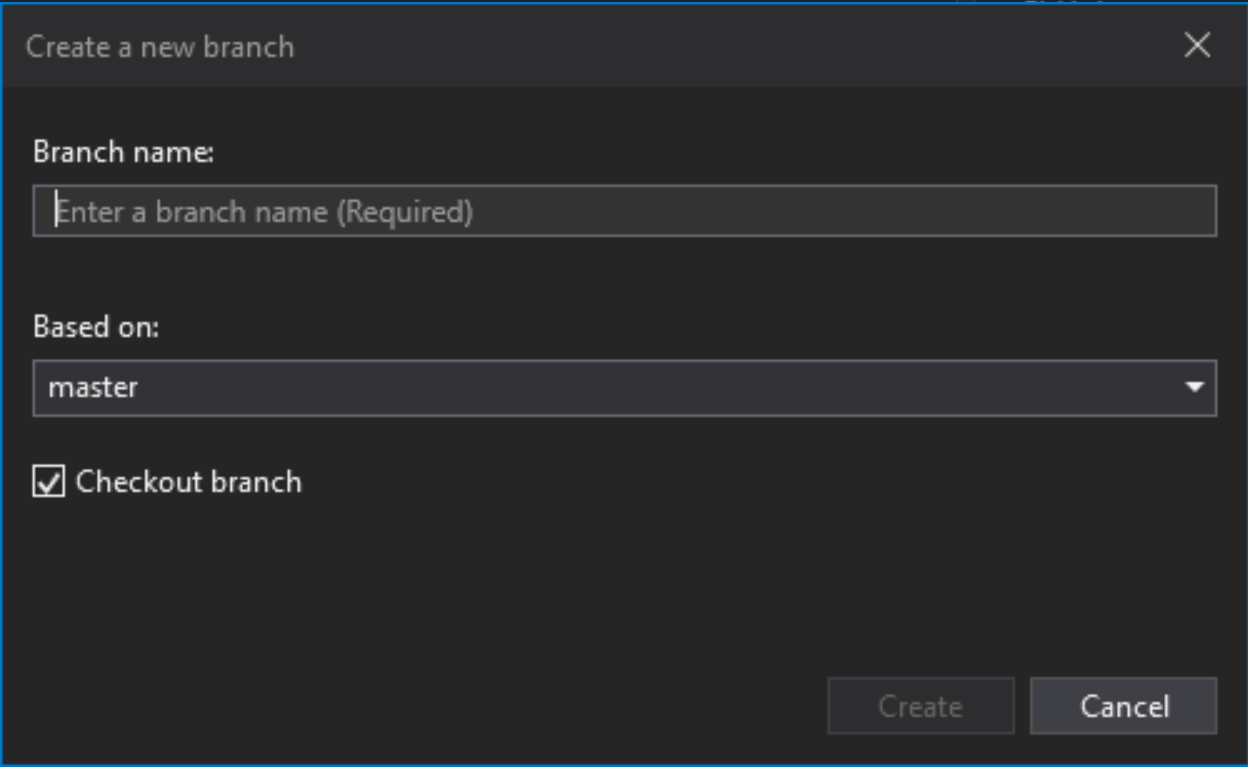 Create a new branch
Branch name:
Enter a branch name (Required)
Based on:
master
Checkout branch
Create
Cancel